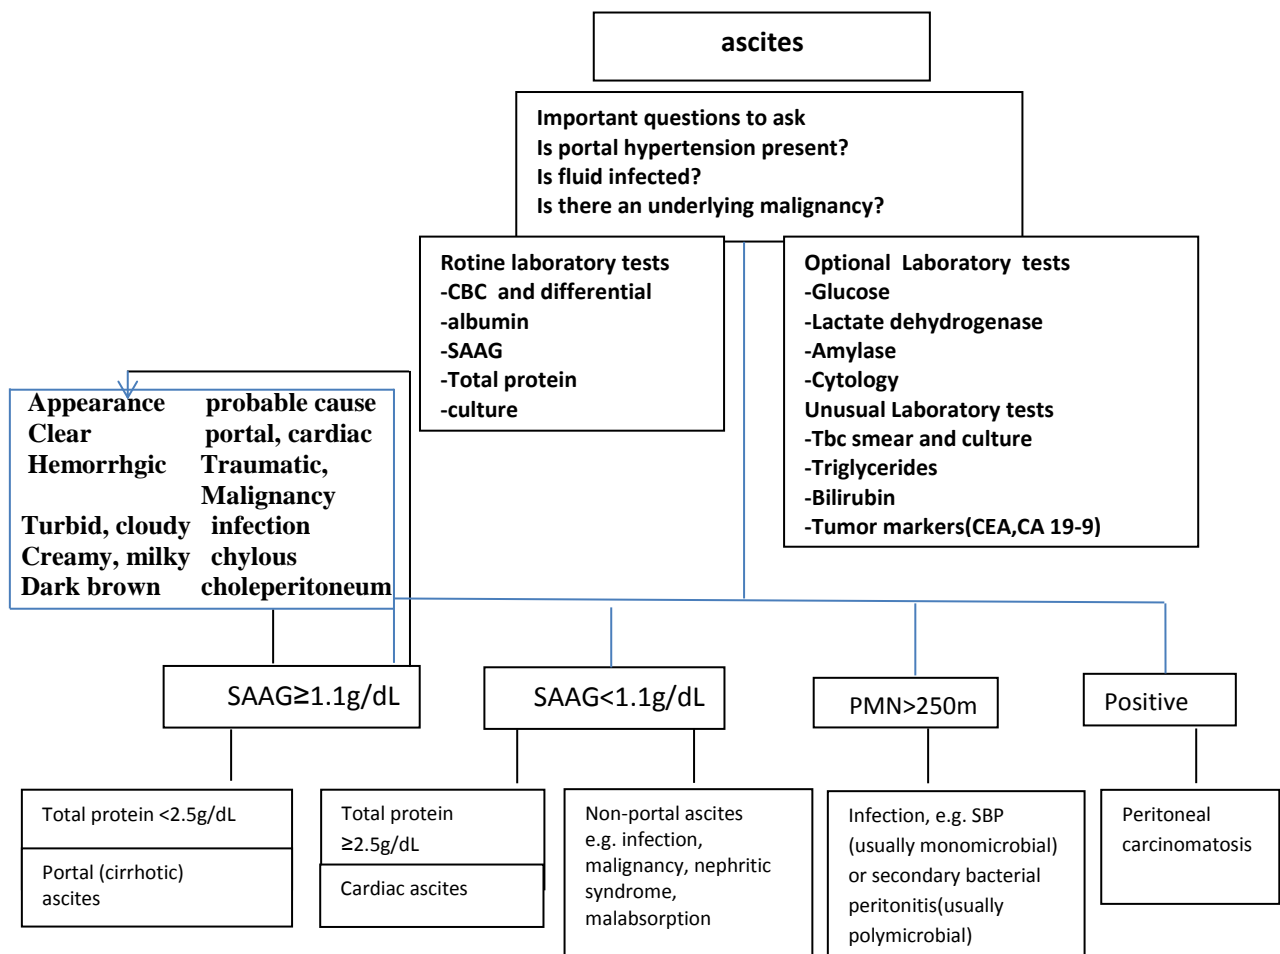 ascites
Important questions to ask
Is portal hypertension present?
Is fluid infected?
Is there an underlying malignancy?
Rotine laboratory tests
-CBC and differential
-albumin
-SAAG
-Total protein
-culture
Optional Laboratory tests
-Glucose
-Lactate dehydrogenase
-Amylase
-Cytology
Unusual Laboratory tests
-Tbc smear and culture
-Triglycerides
-Bilirubin
-Tumor markers(CEA,CA 19-9)
Appearance probable cause
Clear portal, cardiac
Hemorrhgic Traumatic,
Malignancy
Turbid, cloudy infection
Creamy, milky chylous
Dark brown choleperitoneum
SAAG≥1.1g/dL
SAAG<1.1g/dL
PMN>250m
Positive
Total protein <2.5g/dL
Portal (cirrhotic)
ascites
Total protein
≥2.5g/dL
Cardiac ascites
Non-portal ascites
e.g. infection,
malignancy, nephritic
syndrome,
malabsorption
Infection, e.g. SBP
(usually monomicrobial)
or secondary bacterial
peritonitis(usually
polymicrobial)
Peritoneal
carcinomatosis